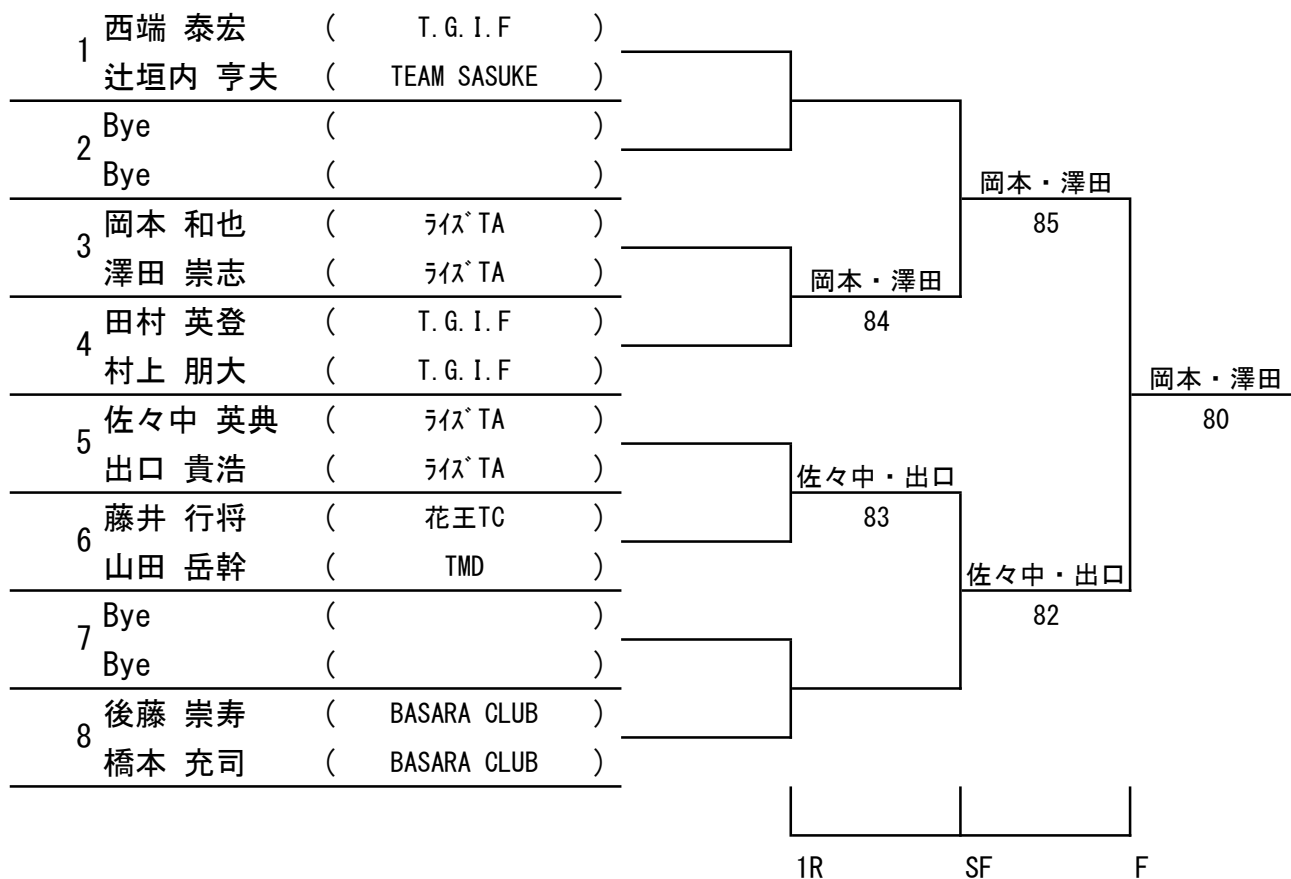 1
西端 泰宏 ( T.G.I.F )
辻垣内 亨夫 ( TEAM SASUKE )
2
Bye ( )
Bye ( )
岡本・澤田
85
3
岡本 和也 ( ﾗｲｽﾞTA )
澤田 崇志 ( ﾗｲｽﾞTA )
岡本・澤田
84
4
田村 英登 ( T.G.I.F )
村上 朋大 ( T.G.I.F )
岡本・澤田
80
5
佐々中 英典 ( ﾗｲｽﾞTA )
出口 貴浩 ( ﾗｲｽﾞTA )
佐々中・出口
83
6
藤井 行将 ( 花王TC )
山田 岳幹 ( TMD )
佐々中・出口
82
7
Bye ( )
Bye ( )
8
後藤 崇寿 ( BASARA CLUB )
橋本 充司 ( BASARA CLUB )
1R SF F